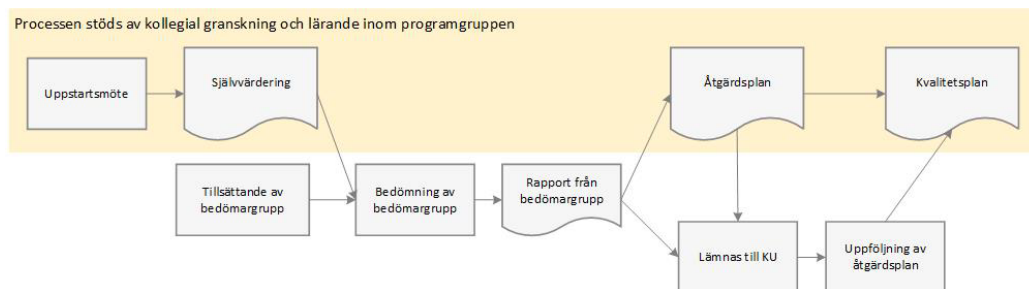 Processen stöds av kollegial granskning och lärande inom programgruppen
Uppstartsmöte
Självvärdering
Åtgärdsplan
Kvalitetsplan
Tillsättande av
bedömargrupp
Bedömning av
bedömargrupp
Rapport från
bedömargrupp
Lämnas till KU
Uppföljning av
åtgärdsplan